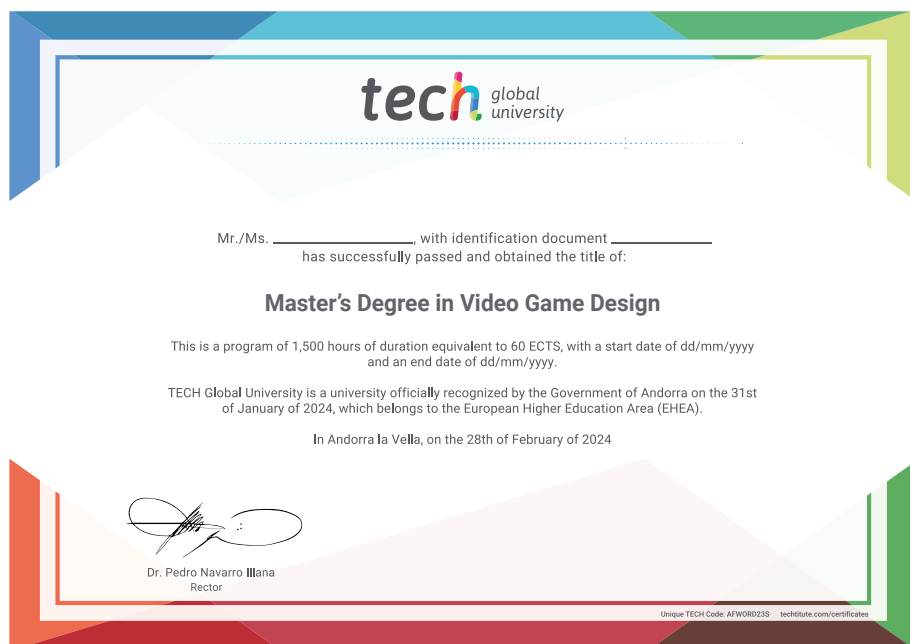 tech global university
Mr./Ms. ____________, with identification document ____________
has successfully passed and obtained the title of:
Master's Degree in Video Game Design
This is a program of 1,500 hours of duration equivalent to 60 ECTS, with a start date of dd/mm/yyyy
and an end date of dd/mm/yyyy.
TECH Global University is a university officially recognized by the Government of Andorra on the 31st
of January of 2024, which belongs to the European Higher Education Area (EHEA).
In Andorra la Vella, on the 28th of February of 2024
Dr. Pedro Navarro Illana
Rector
Unique TECH Code: AFWORD23S techtitute.com/certificates